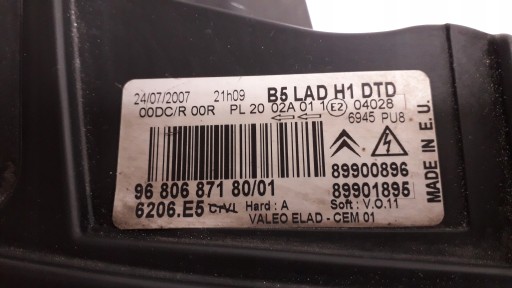 24/07/2007 21h09 B5 LAD H1 DTD
00DC/R 00R PL 20 02A 01 1 E2 04028
6945 PU8
89900896
96 806 871 80/01 89901895
6206.E5 Hard : A Soft : V.O.11
VALEO ELAD - CEM 01
MADE IN E.U.